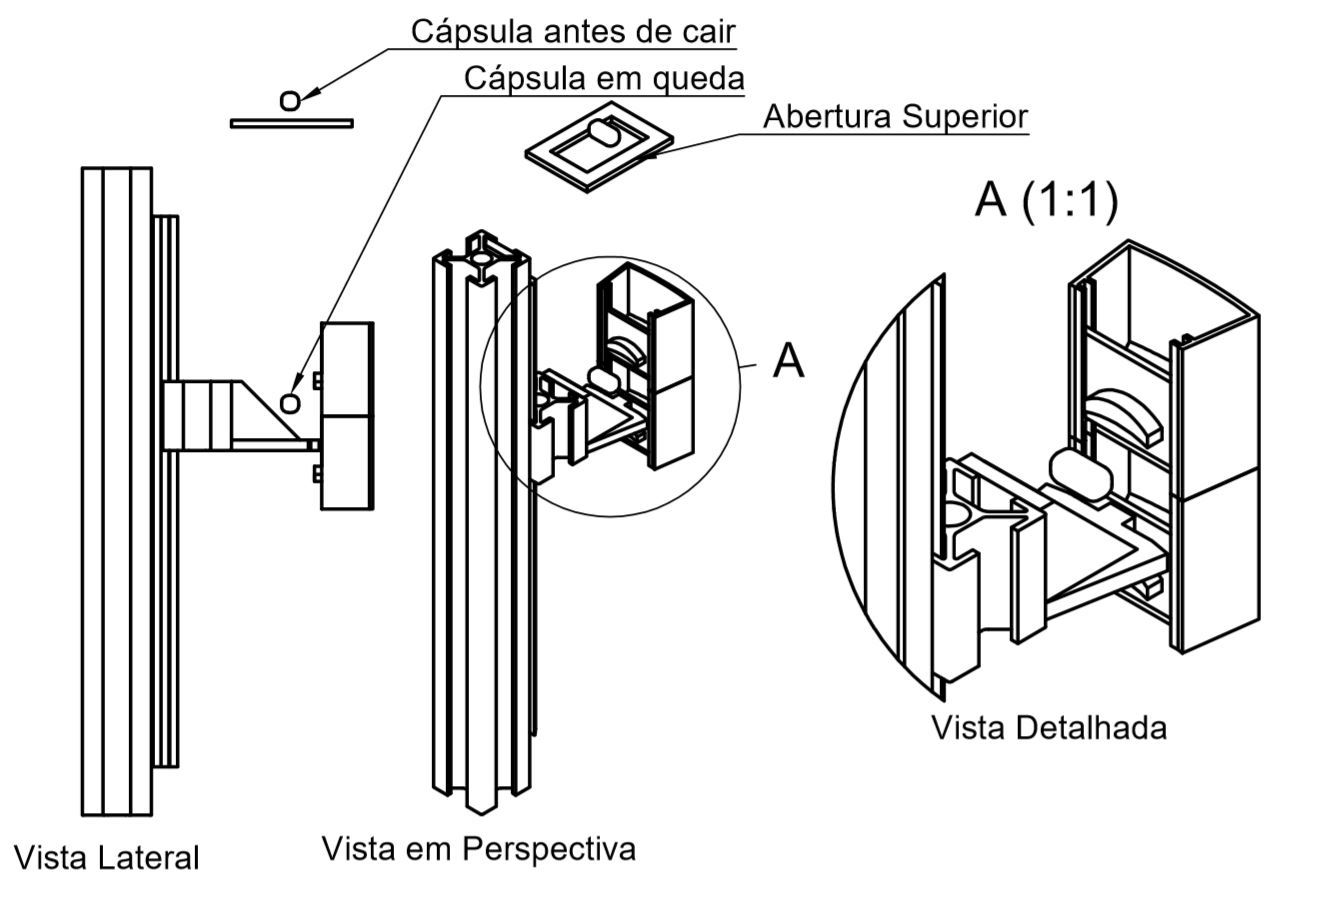 Cápsula antes de cair
Cápsula em queda
Abertura Superior
A (1:1)
A
Vista Detalhada
Vista Lateral
Vista em Perspectiva